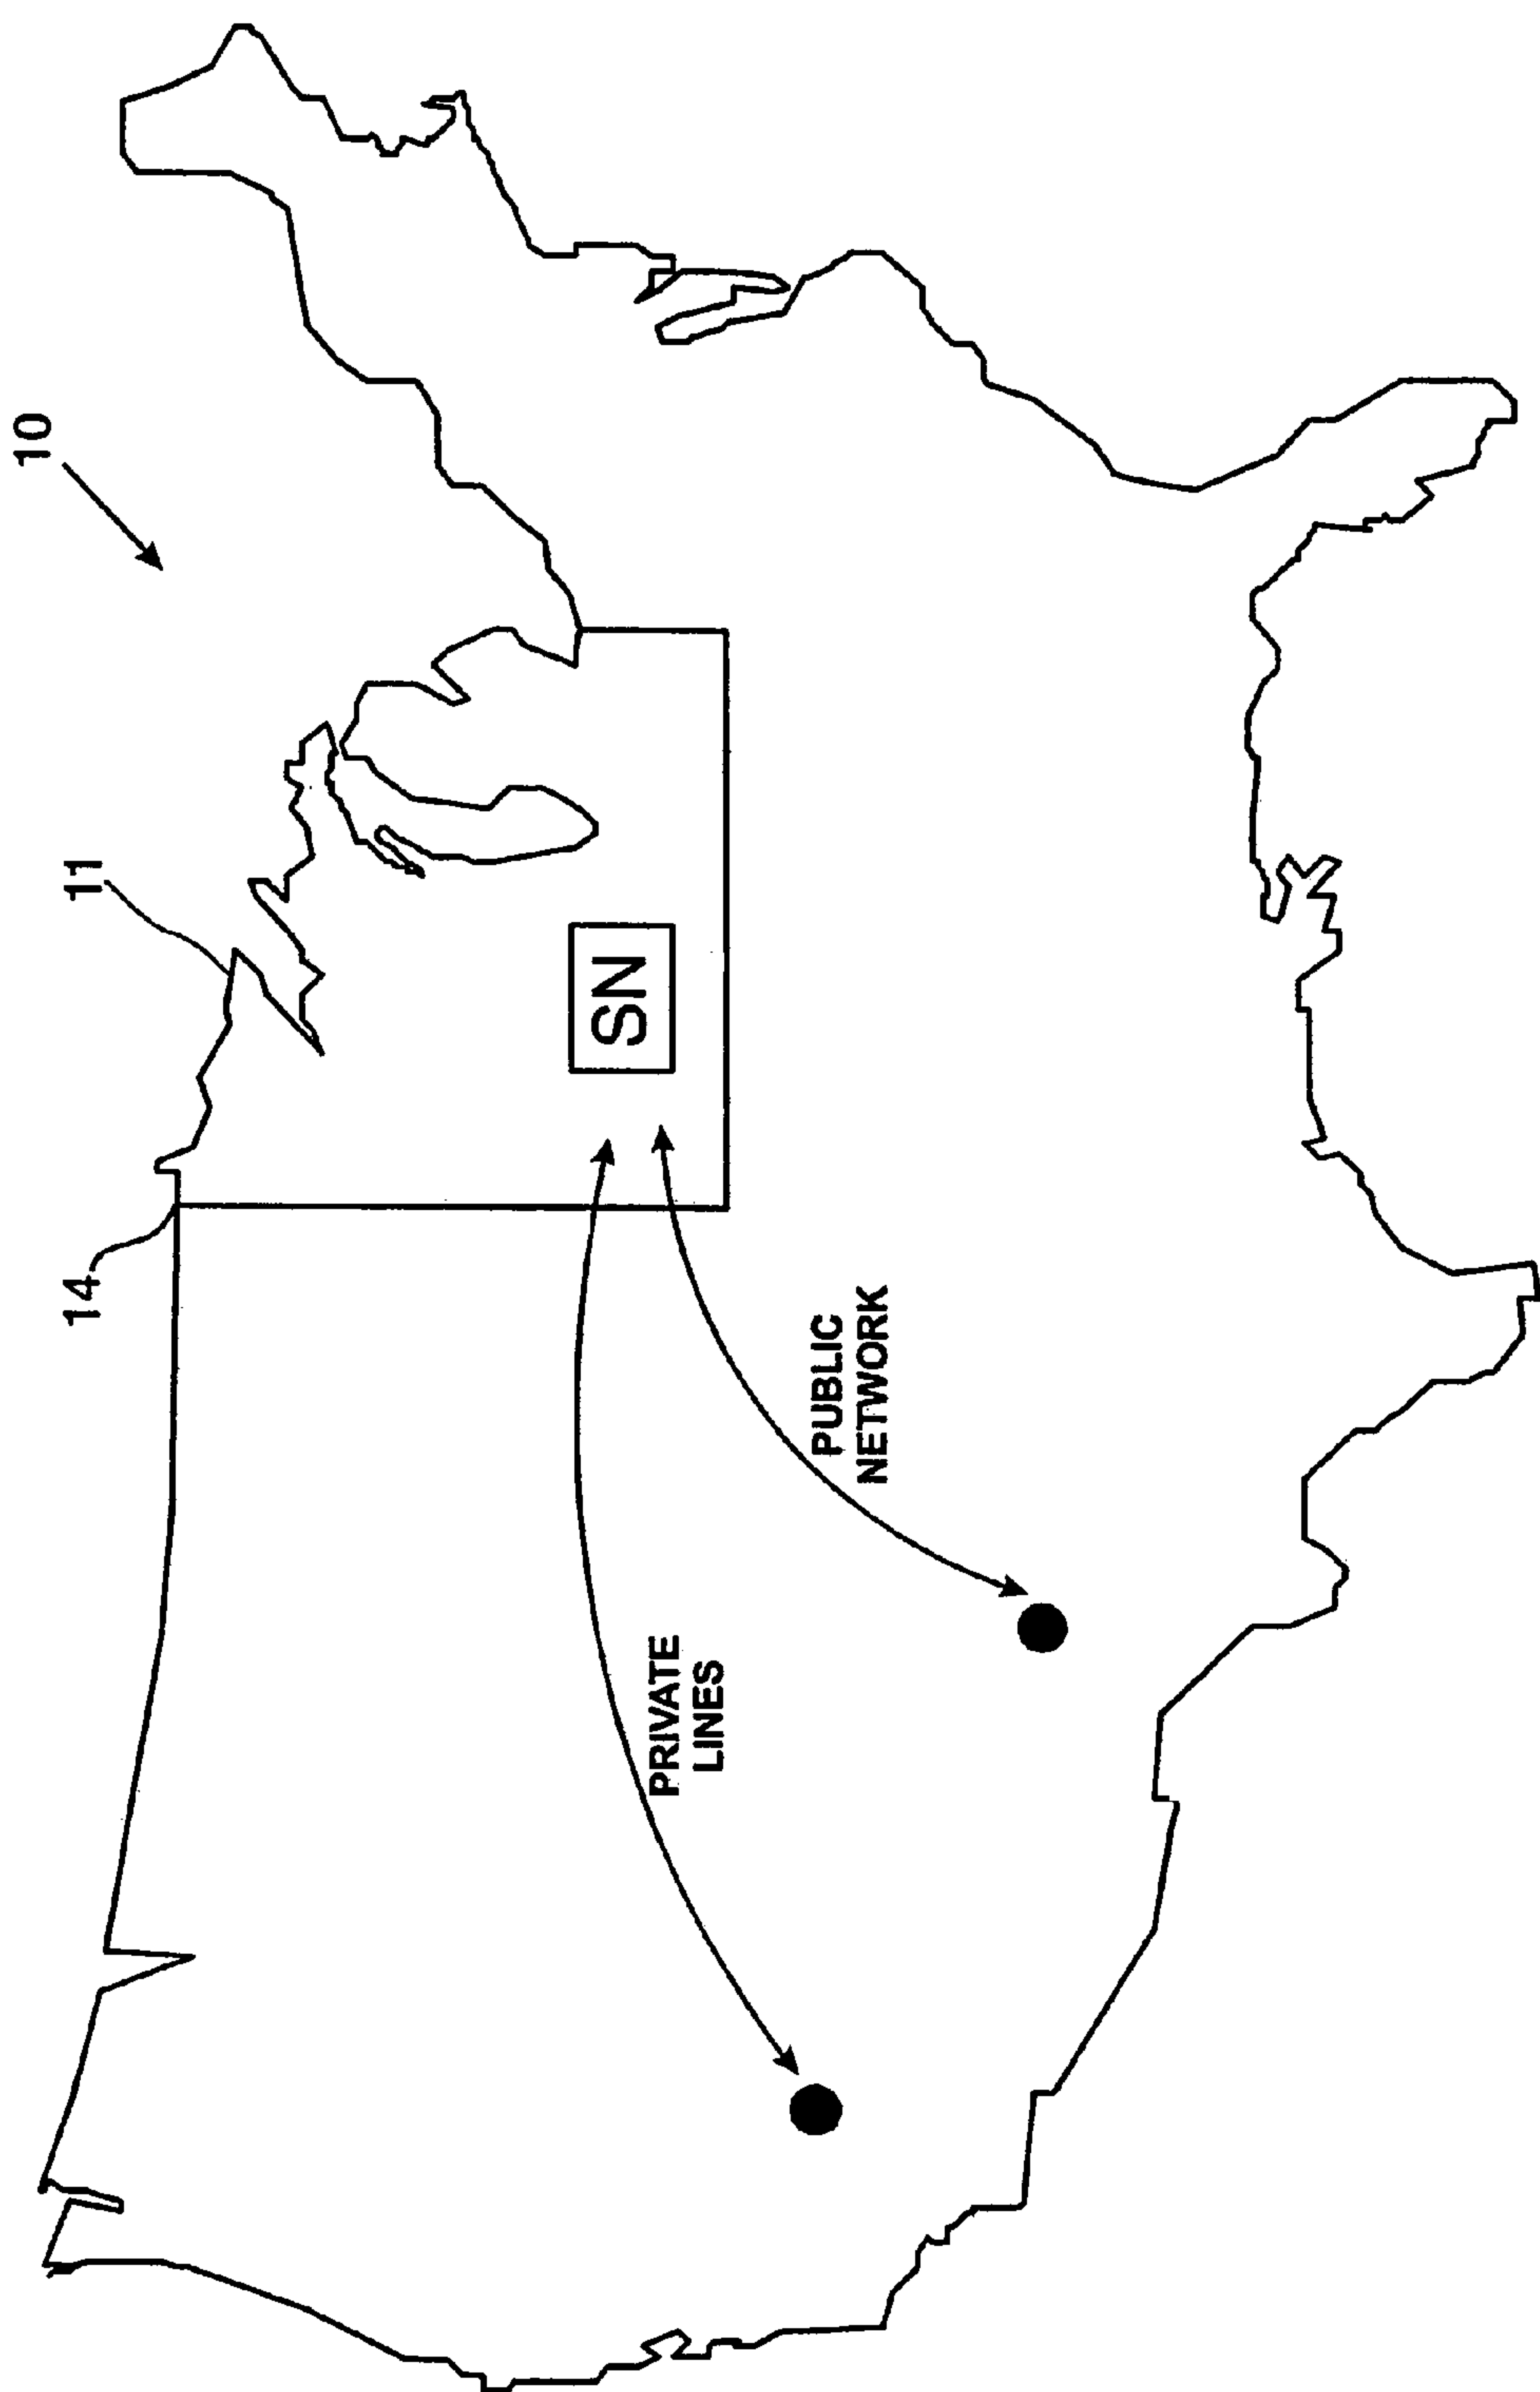 10
11
14
SN
PUBLIC
NETWORK
PRIVATE
LINES